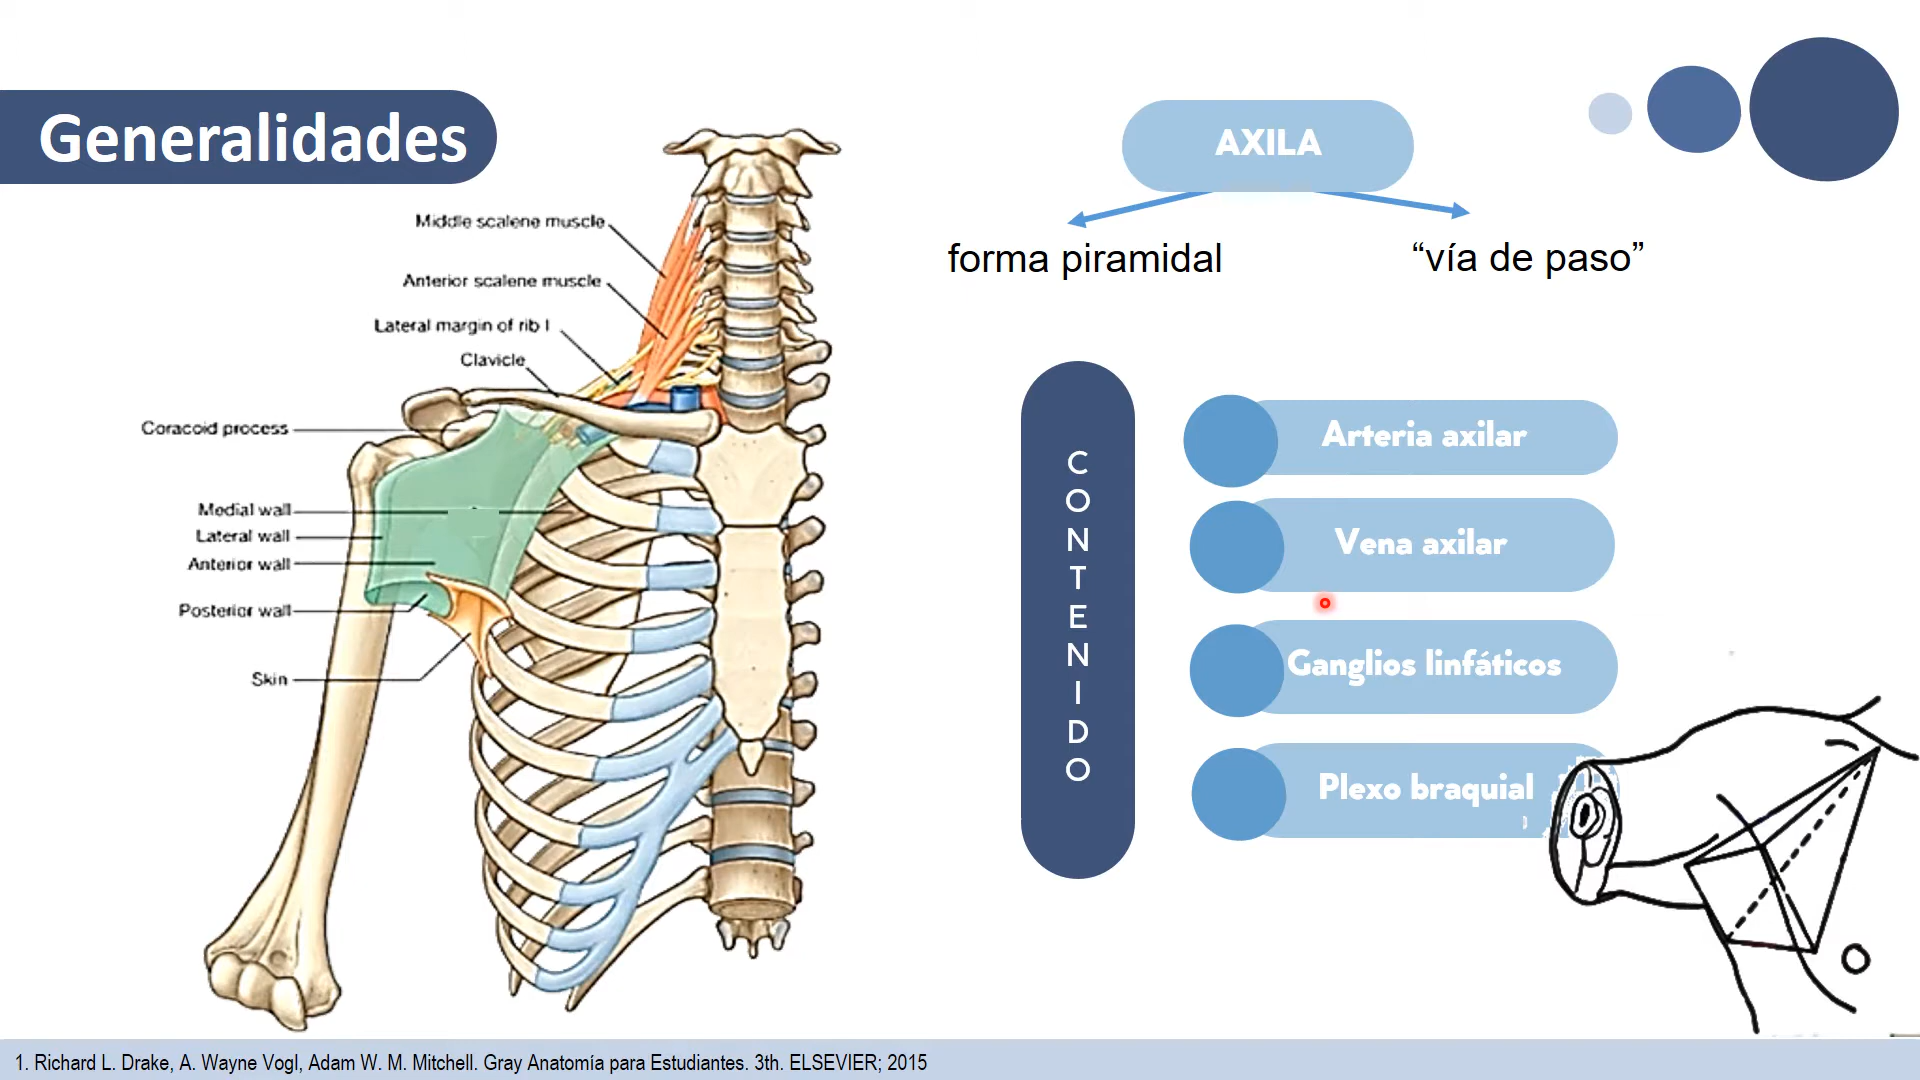 Generalidades
Middle scalene muscle
Anterior scalene muscle
Lateral margin of rib I
Clavicle
Coracoid process
Medial wall
Lateral wall
Anterior wall
Posterior wall
Skin
AXILA
forma piramidal
“vía de paso”
CONTENIDO
Arteria axilar
Vena axilar
Ganglios linfáticos
Plexo braquial
1. Richard L. Drake, A. Wayne Vogl, Adam W. M. Mitchell. Gray Anatomía para Estudiantes. 3th. ELSEVIER; 2015